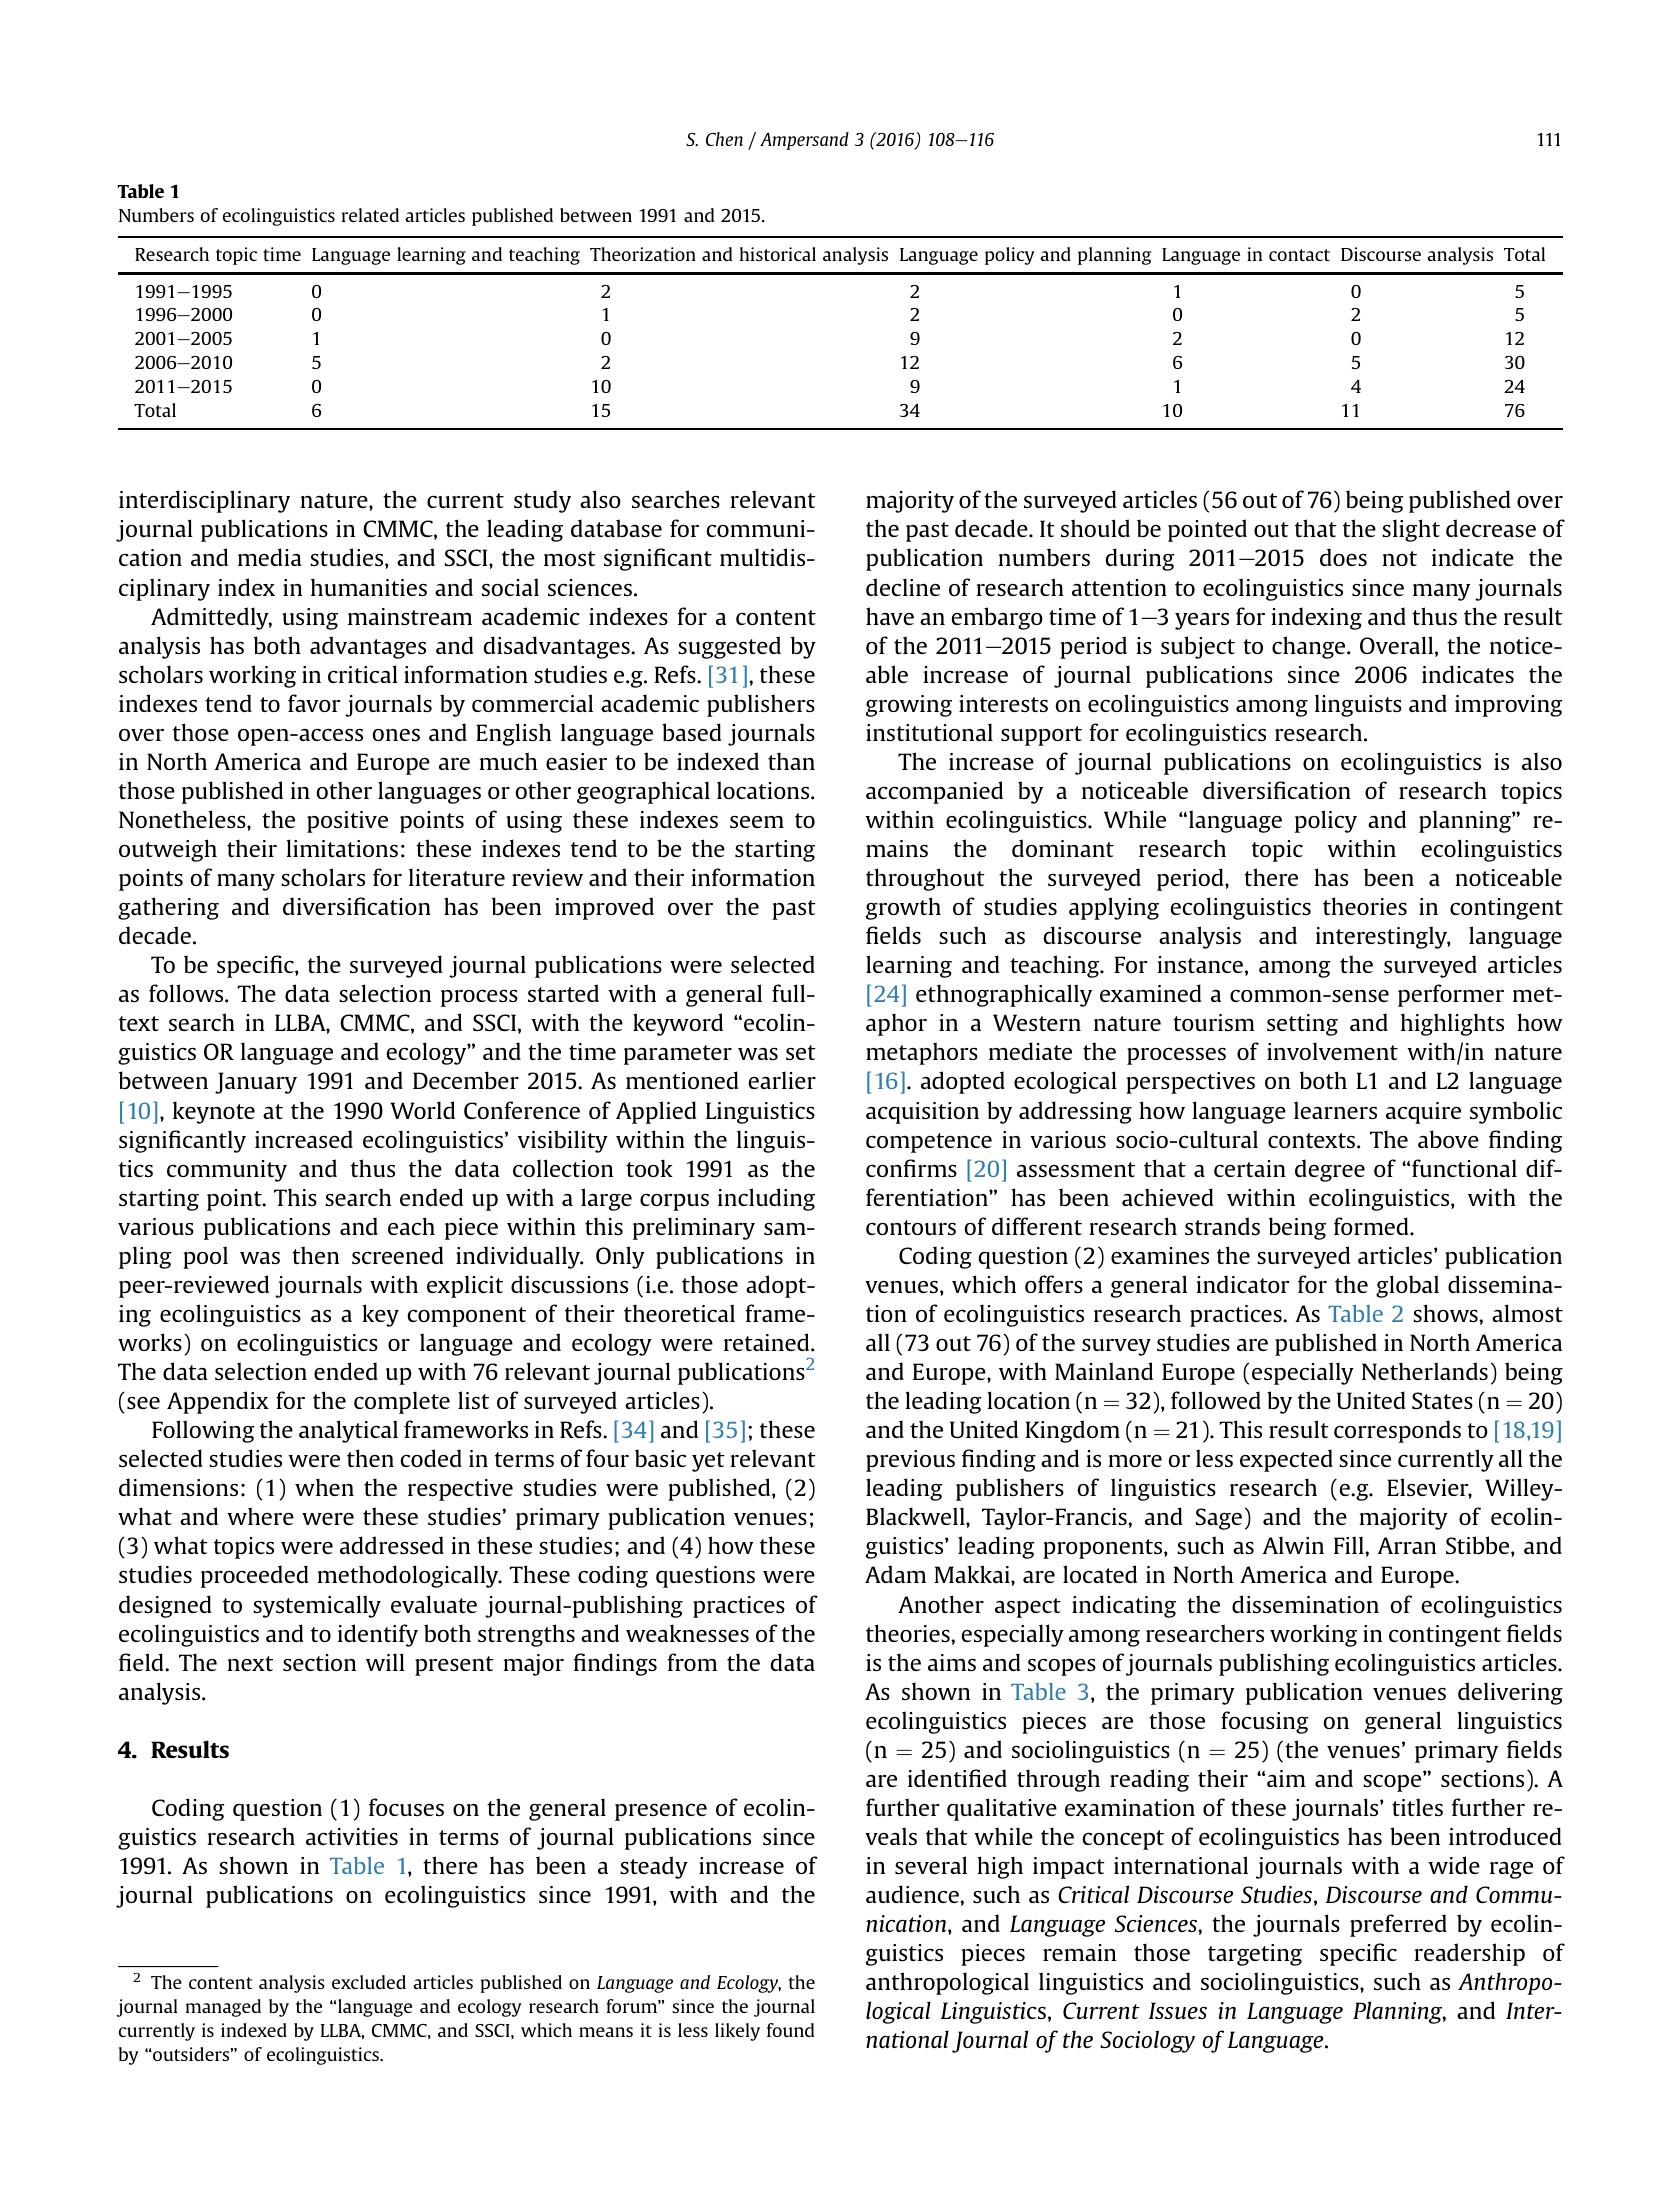 S. Chen / Ampersand 3 (2016) 108–116
111
Table 1
Numbers of ecolinguistics related articles published between 1991 and 2015.
Research topic time Language learning and teaching Theorization and historical analysis Language policy and planning Language in contact Discourse analysis Total
1991–1995 0 2 2 1 0 5
1996–2000 0 1 2 0 2 5
2001–2005 1 0 9 2 0 12
2006–2010 5 2 12 6 5 30
2011–2015 0 10 9 1 4 24
Total 6 15 34 10 11 76
interdisciplinary nature, the current study also searches relevant
journal publications in CMMC, the leading database for communi-
cation and media studies, and SSCI, the most significant multidis-
ciplinary index in humanities and social sciences.
Admittedly, using mainstream academic indexes for a content
analysis has both advantages and disadvantages. As suggested by
scholars working in critical information studies e.g. Refs. [31], these
indexes tend to favor journals by commercial academic publishers
over those open-access ones and English language based journals
in North America and Europe are much easier to be indexed than
those published in other languages or other geographical locations.
Nonetheless, the positive points of using these indexes seem to
outweigh their limitations: these indexes tend to be the starting
points of many scholars for literature review and their information
gathering and diversification has been improved over the past
decade.
To be specific, the surveyed journal publications were selected
as follows. The data selection process started with a general full-
text search in LLBA, CMMC, and SSCI, with the keyword “ecolin-
guistics OR language and ecology” and the time parameter was set
between January 1991 and December 2015. As mentioned earlier
[10], keynote at the 1990 World Conference of Applied Linguistics
significantly increased ecolinguistics’ visibility within the linguis-
tics community and thus the data collection took 1991 as the
starting point. This search ended up with a large corpus including
various publications and each piece within this preliminary sam-
pling pool was then screened individually. Only publications in
peer-reviewed journals with explicit discussions (i.e. those adopt-
ing ecolinguistics as a key component of their theoretical frame-
works) on ecolinguistics or language and ecology were retained.
The data selection ended up with 76 relevant journal publications2
(see Appendix for the complete list of surveyed articles).
Following the analytical frameworks in Refs. [34] and [35]; these
selected studies were then coded in terms of four basic yet relevant
dimensions: (1) when the respective studies were published, (2)
what and where were these studies’ primary publication venues;
(3) what topics were addressed in these studies; and (4) how these
studies proceeded methodologically. These coding questions were
designed to systemically evaluate journal-publishing practices of
ecolinguistics and to identify both strengths and weaknesses of the
field. The next section will present major findings from the data
analysis.
4. Results
Coding question (1) focuses on the general presence of ecolin-
guistics research activities in terms of journal publications since
1991. As shown in Table 1, there has been a steady increase of
journal publications on ecolinguistics since 1991, with and the
2 The content analysis excluded articles published on Language and Ecology, the
journal managed by the “language and ecology research forum” since the journal
currently is indexed by LLBA, CMMC, and SSCI, which means it is less likely found
by “outsiders” of ecolinguistics.
majority of the surveyed articles (56 out of 76) being published over
the past decade. It should be pointed out that the slight decrease of
publication numbers during 2011–2015 does not indicate the
decline of research attention to ecolinguistics since many journals
have an embargo time of 1–3 years for indexing and thus the result
of the 2011–2015 period is subject to change. Overall, the notice-
able increase of journal publications since 2006 indicates the
growing interests on ecolinguistics among linguists and improving
institutional support for ecolinguistics research.
The increase of journal publications on ecolinguistics is also
accompanied by a noticeable diversification of research topics
within ecolinguistics. While “language policy and planning” re-
mains the dominant research topic within ecolinguistics
throughout the surveyed period, there has been a noticeable
growth of studies applying ecolinguistics theories in contingent
fields such as discourse analysis and interestingly, language
learning and teaching. For instance, among the surveyed articles
[24] ethnographically examined a common-sense performer met-
aphor in a Western nature tourism setting and highlights how
metaphors mediate the processes of involvement with/in nature
[16]. adopted ecological perspectives on both L1 and L2 language
acquisition by addressing how language learners acquire symbolic
competence in various socio-cultural contexts. The above finding
confirms [20] assessment that a certain degree of “functional dif-
ferentiation” has been achieved within ecolinguistics, with the
contours of different research strands being formed.
Coding question (2) examines the surveyed articles’ publication
venues, which offers a general indicator for the global dissemina-
tion of ecolinguistics research practices. As Table 2 shows, almost
all (73 out 76) of the survey studies are published in North America
and Europe, with Mainland Europe (especially Netherlands) being
the leading location (n = 32), followed by the United States (n = 20)
and the United Kingdom (n = 21). This result corresponds to [18,19]
previous finding and is more or less expected since currently all the
leading publishers of linguistics research (e.g. Elsevier, Willey-
Blackwell, Taylor-Francis, and Sage) and the majority of ecolin-
guistics’ leading proponents, such as Alwin Fill, Arran Stibbe, and
Adam Makkai, are located in North America and Europe.
Another aspect indicating the dissemination of ecolinguistics
theories, especially among researchers working in contingent fields
is the aims and scopes of journals publishing ecolinguistics articles.
As shown in Table 3, the primary publication venues delivering
ecolinguistics pieces are those focusing on general linguistics
(n = 25) and sociolinguistics (n = 25) (the venues’ primary fields
are identified through reading their “aim and scope” sections). A
further qualitative examination of these journals’ titles further re-
veals that while the concept of ecolinguistics has been introduced
in several high impact international journals with a wide rage of
audience, such as Critical Discourse Studies, Discourse and Commu-
nication, and Language Sciences, the journals preferred by ecolin-
guistics pieces remain those targeting specific readership of
anthropological linguistics and sociolinguistics, such as Anthropo-
logical Linguistics, Current Issues in Language Planning, and Inter-
national Journal of the Sociology of Language.